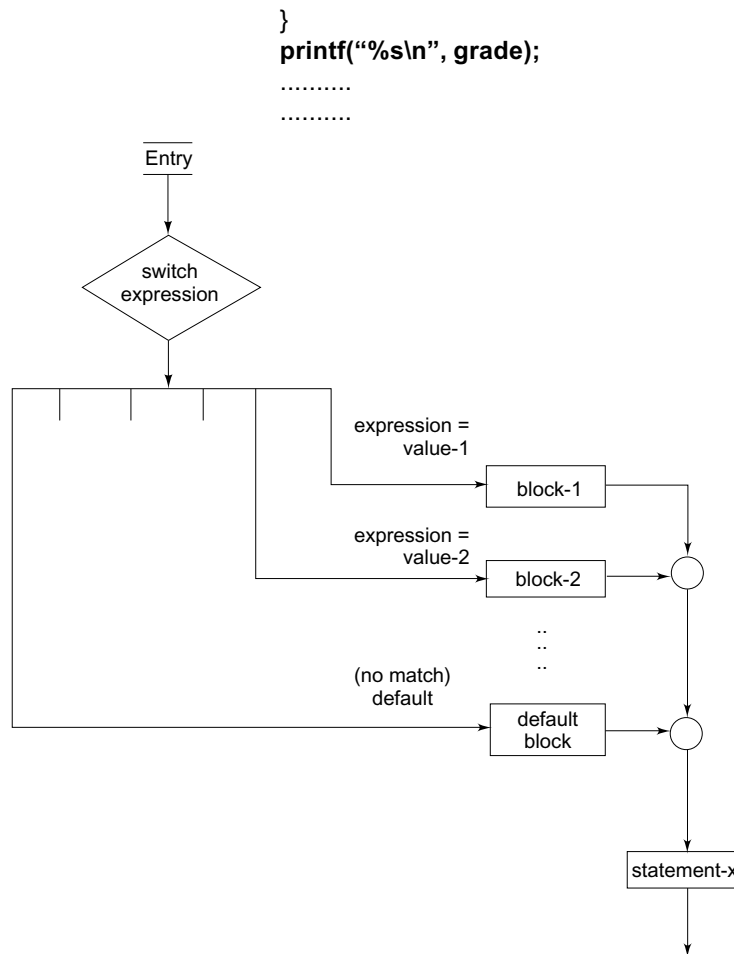 }
printf(“%s\n”, grade);
..........
..........
Entry
switch
expression
expression =
value-1
block-1
expression =
value-2
block-2
..
..
..
(no match)
default
default
block
statement-x